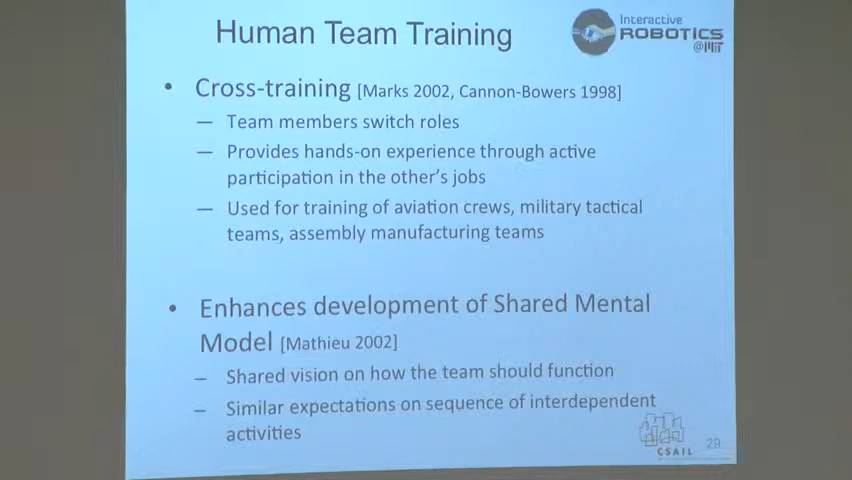 Human Team Training
Interactive
ROBOTICS
@MIT
• Cross-training [Marks 2002, Cannon-Bowers 1998]
— Team members switch roles
— Provides hands-on experience through active
participation in the other's jobs
— Used for training of aviation crews, military tactical
teams, assembly manufacturing teams
• Enhances development of Shared Mental
Model [Mathieu 2002]
– Shared vision on how the team should function
– Similar expectations on sequence of interdependent
activities
CSAIL
29